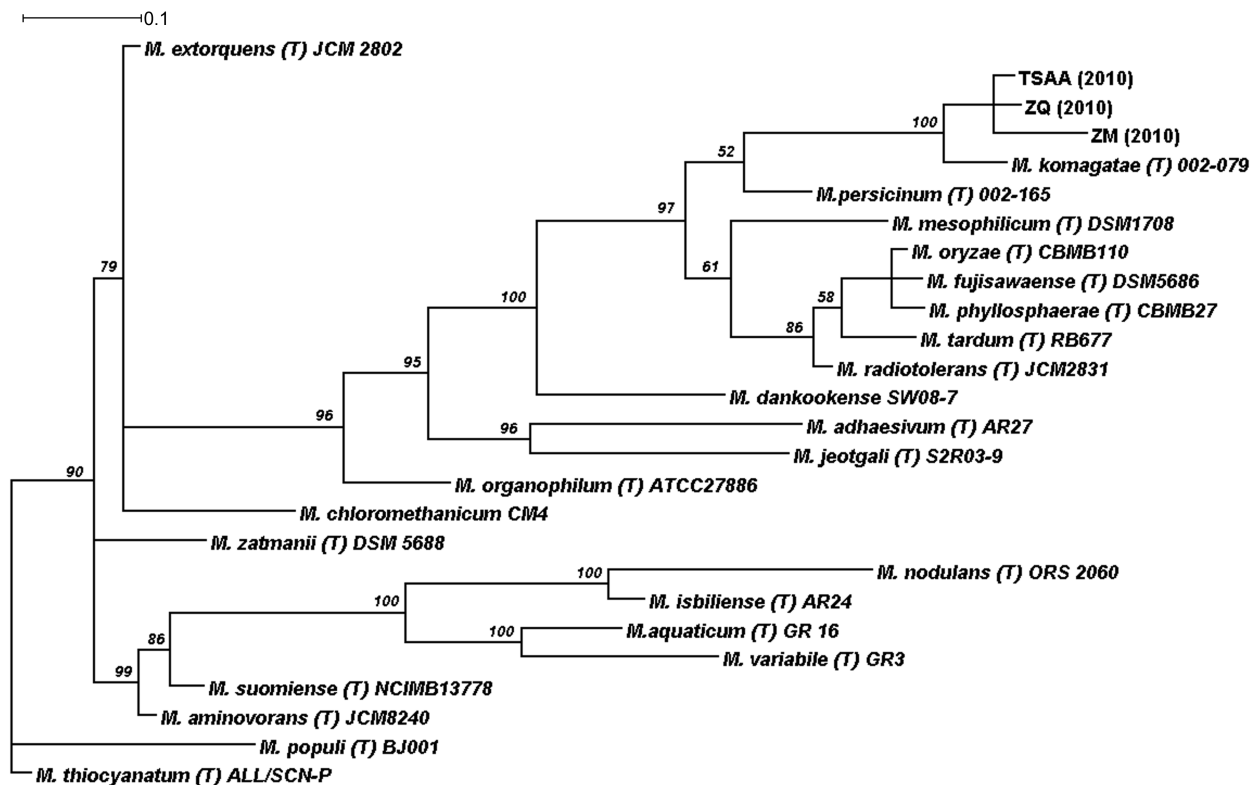 0.1
M. extorquens (T) JCM 2802
TSAA (2010)
ZQ (2010)
100
ZM (2010)
52
M. komagatae (T) 002-079
M.persicinum (T) 002-165
97
M. mesophilicum (T) DSM1708
M. oryzae (T) CBMB110
79
61
M. fujisawaense (T) DSM5686
100
58
M. phyllosphaerae (T) CBMB27
86
M. tardum (T) RB677
95
M. radiotolerans (T) JCM2831
M. dankookense SW08-7
96
96
M. adhaesivum (T) AR27
M. jeotgali (T) S2R03-9
90
M. organophilum (T) ATCC27886
M. chloromethanicum CM4
M. zatmanii (T) DSM 5688
100
M. nodulans (T) ORS 2060
100
M. isbiliense (T) AR24
100
M.aquaticum (T) GR 16
86
M. variabile (T) GR3
99
M. suomiense (T) NCIMB13778
M. aminovorans (T) JCM8240
M. populi (T) BJ001
M. thiocyanatum (T) ALL/SCN-P